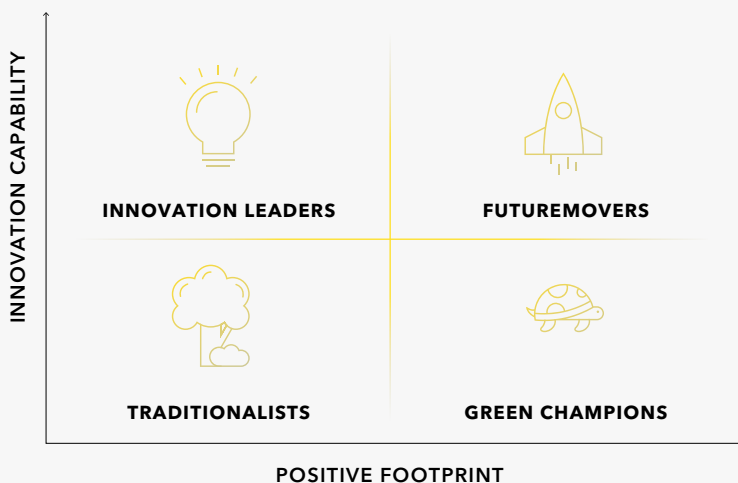 INNOVATION CAPABILITY
INNOVATION LEADERS
FUTUREMOVERS
TRADITIONALISTS
GREEN CHAMPIONS
POSITIVE FOOTPRINT